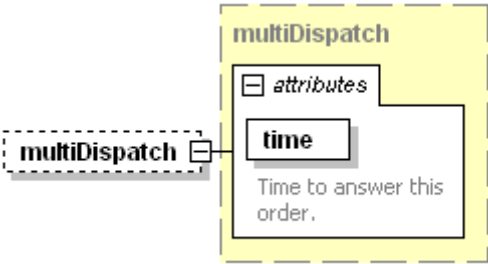 multiDispatch
attributes
multiDispatch
time
Time to answer this
order.